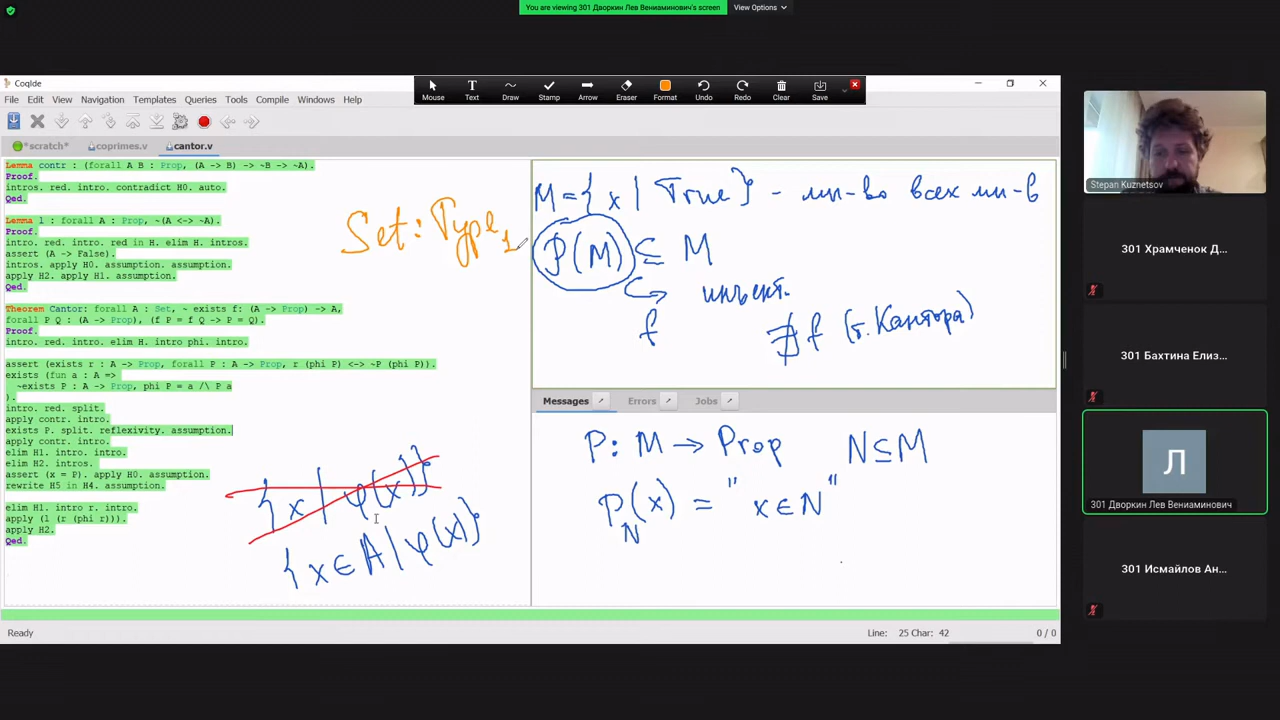 You are viewing 301 Дворкин Лев Вениаминович's screen
View Options
CoqIde
Mouse Text Draw Stamp Arrow Eraser Format Undo Redo Clear Save
File Edit View Navigation Templates Queries Tools Compile Windows Help
*scratch* coprimes.v cantor.v
Lemma contr : (forall A B : Prop, (A -> B) -> ~B -> ~A).
Proof.
intros. red. intro. contradict H0. auto.
Qed.
Lemma l : forall A : Prop, ~(A <-> ~A).
Proof.
intro. red. intro. red in H. elim H. intros.
assert (A -> False).
intros. apply H0. assumption. assumption.
apply H2. apply H1. assumption.
Qed.
Theorem Cantor: forall A : Set, ~ exists f: (A -> Prop) -> A,
forall P Q : (A -> Prop), (f P = f Q -> P = Q).
Proof.
intro. red. intro. elim H. intro phi. intro.
assert (exists r : A -> Prop, forall P : A -> Prop, r (phi P) <-> ~P (phi P)).
exists (fun a : A =>
~exists P : A -> Prop, phi P = a /\ P a
).
intro. red. split.
apply contr. intro.
exists P. split. reflexivity. assumption.
apply contr. intro.
elim H1. intro. intro.
elim H2. intros.
assert (x = P). apply H0. assumption.
rewrite H5 in H4. assumption.
elim H1. intro r. intro.
apply (l (r (phi r))).
apply H2.
Qed.
Set: Type₁
{x | φ(x)}
{x ∈ A | φ(x)}
M = { x | True } - мн-во всех мн-в
P(M) ⊆ M
↪ инъект.
f ∄ f (т. Кантора)
Messages Errors Jobs
P: M → Prop N ⊆ M
P_N(x) = "x ∈ N"
Ready
Line: 25 Char: 42 0 / 0
Stepan Kuznetsov
301 Храмченок Д...
301 Бахтина Елиз...
Л
301 Дворкин Лев Вениаминович
301 Исмайлов Ан...